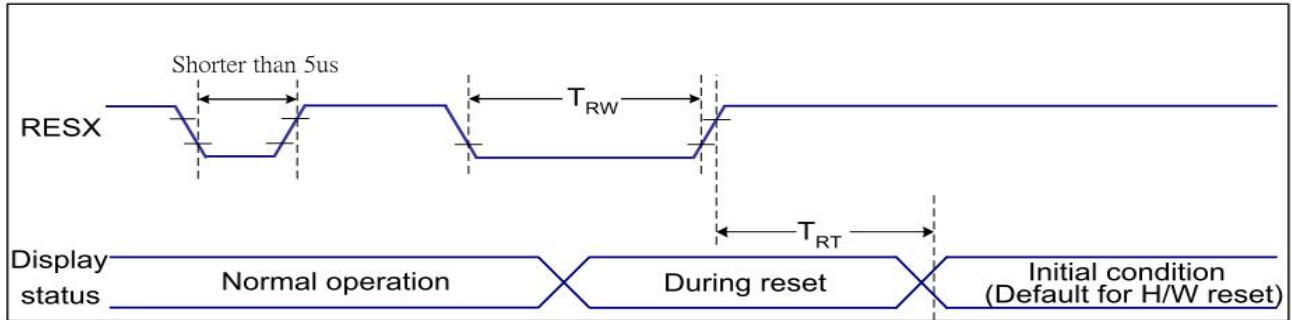 Shorter than 5us
RESX
TRW
TRT
Display
status
Normal operation
During reset
Initial condition
(Default for H/W reset)